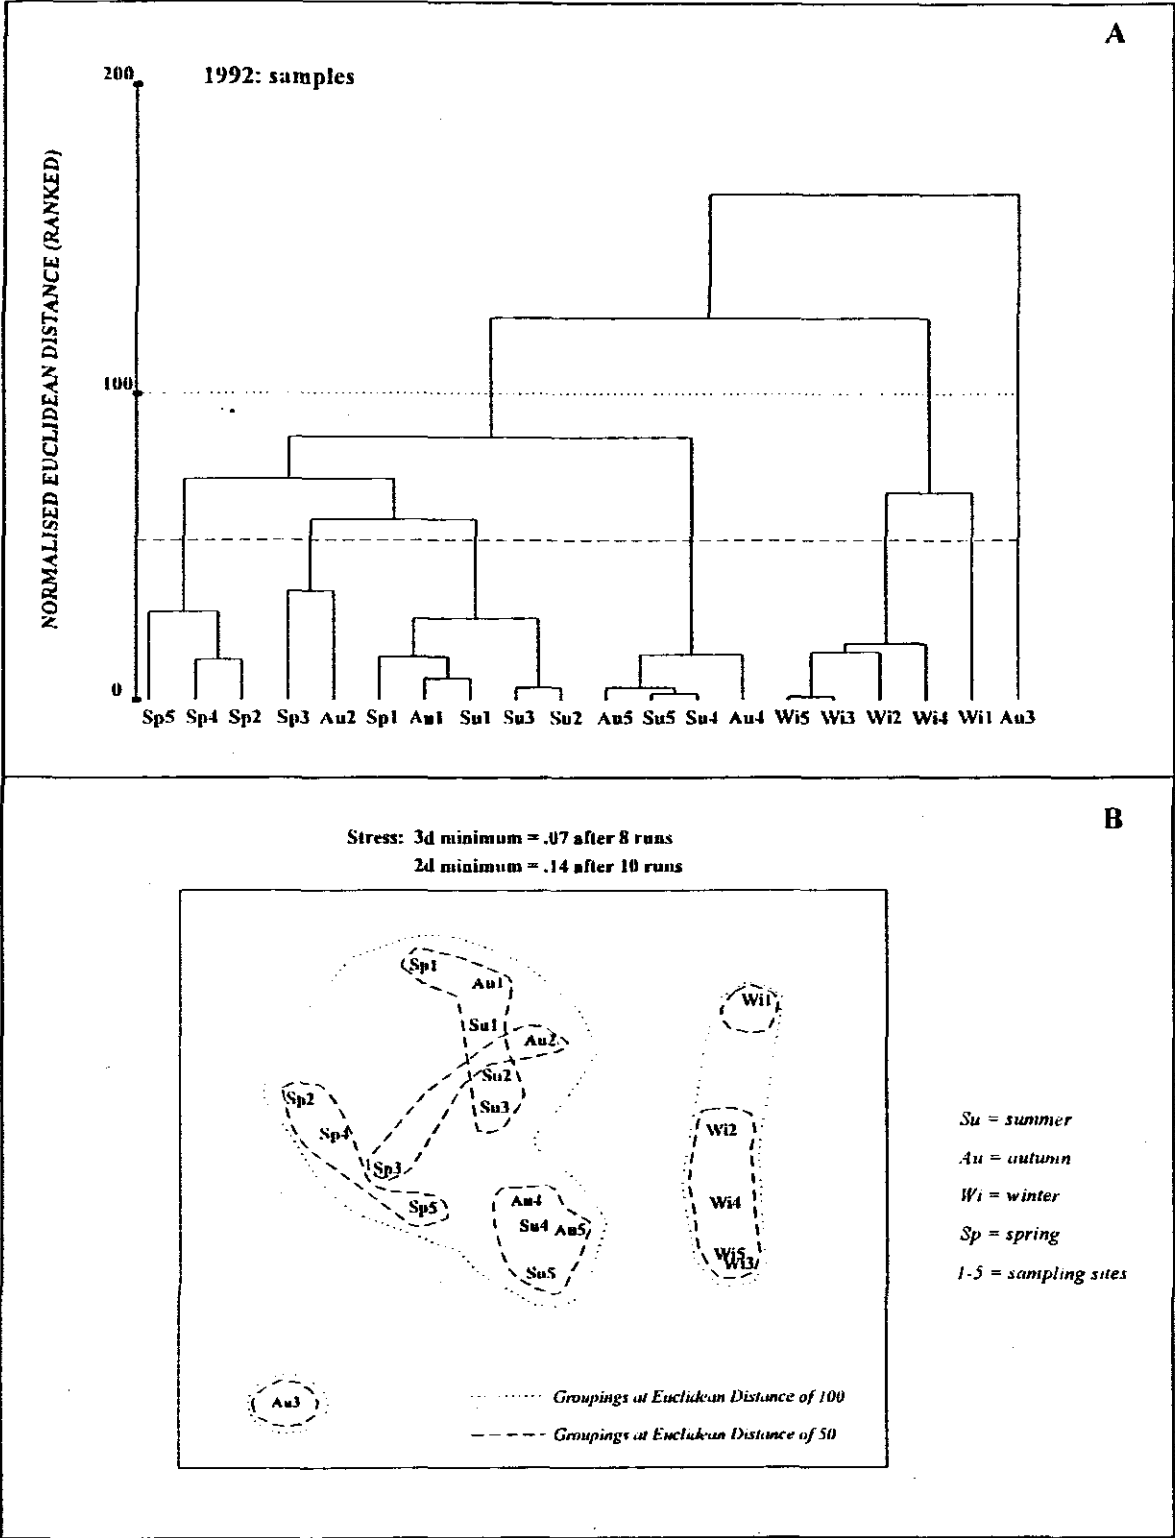 A
200
1992: samples
NORMALISED EUCLIDEAN DISTANCE (RANKED)
100
0
Sp5 Sp4 Sp2 Sp3 Au2 Sp1 Au1 Su1 Su3 Su2 Au5 Su5 Su4 Au4 Wi5 Wi3 Wi2 Wi4 Wi1 Au3
B
Stress: 3d minimum = .07 after 8 runs
2d minimum = .14 after 10 runs
Sp1
Au1
Wi1
Su1
Au2
Su2
Sp2
Su3
Sp4
Wi2
Sp3
Au4
Wi4
Sp5
Su4 Au5
Wi5
Wi3
Su5
Au3
Su = summer
Au = autumn
Wi = winter
Sp = spring
1-5 = sampling sites
Groupings at Euclidean Distance of 100
Groupings at Euclidean Distance of 50